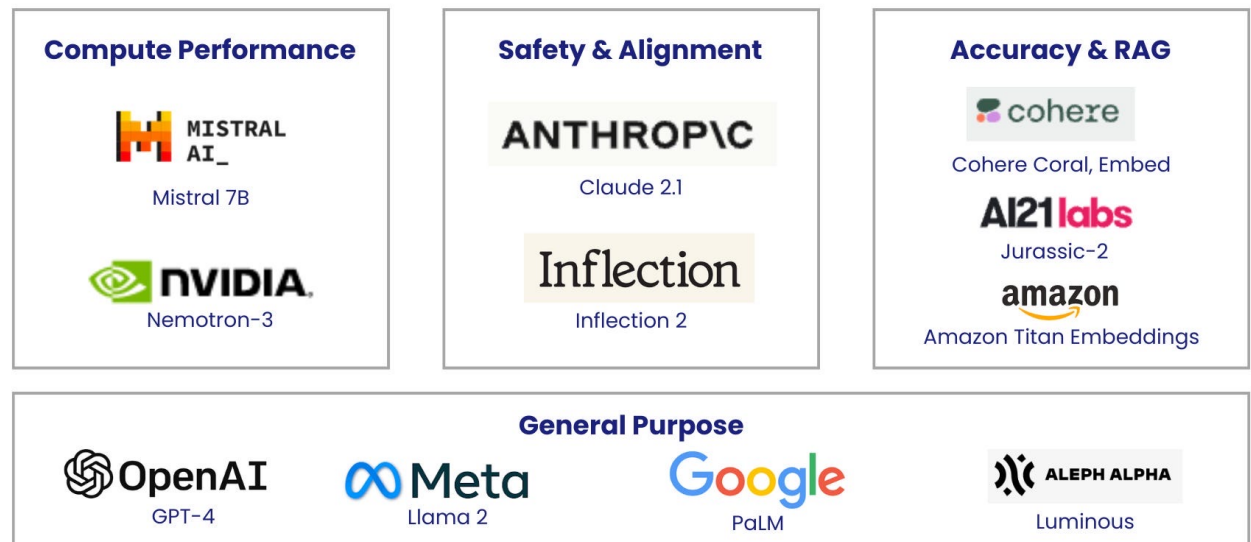 Compute Performance
MISTRAL
AI_
Mistral 7B
NVIDIA.
Nemotron-3
Safety & Alignment
ANTHROP\C
Claude 2.1
Inflection
Inflection 2
Accuracy & RAG
cohere
Cohere Coral, Embed
AI21labs
Jurassic-2
amazon
Amazon Titan Embeddings
General Purpose
OpenAI
GPT-4
Meta
Llama 2
Google
PaLM
ALEPH ALPHA
Luminous